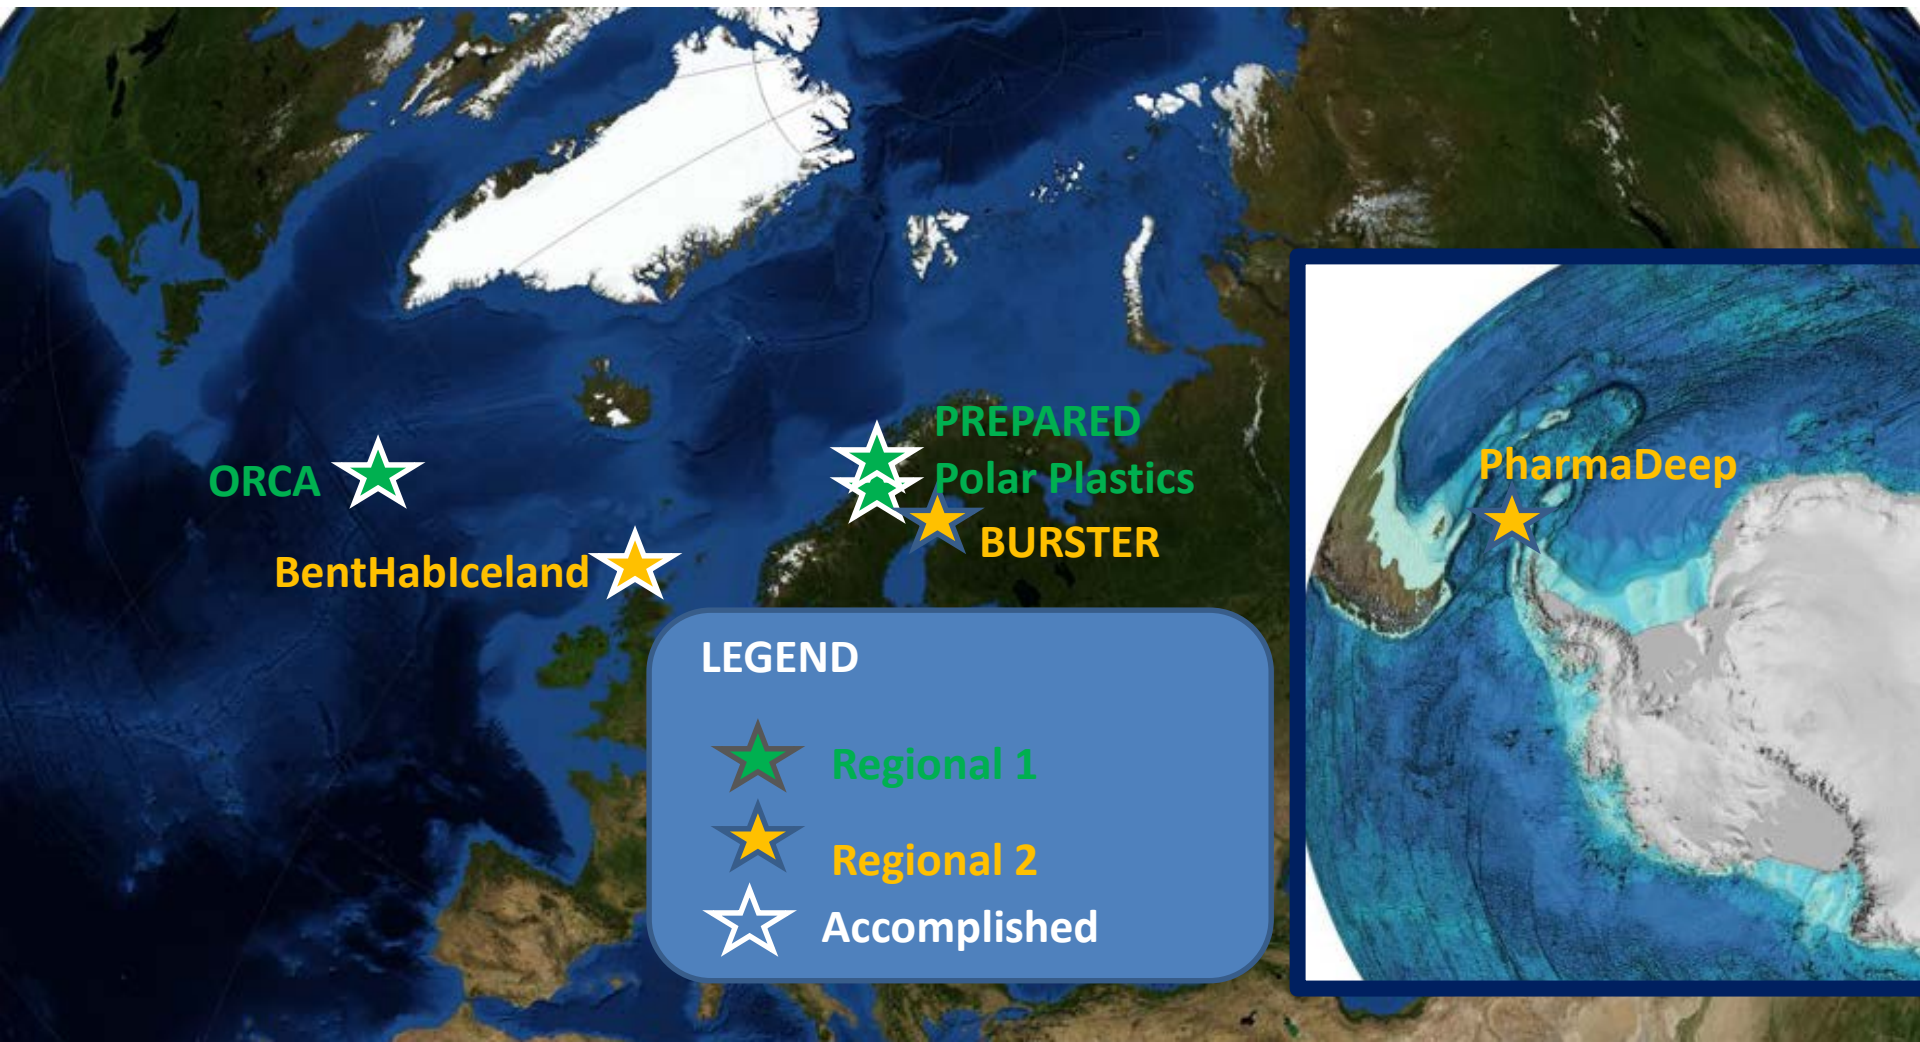 PREPARED
ORCA
Polar Plastics
PharmaDeep
BURSTER
BentHabIceland
LEGEND
Regional 1
Regional 2
Accomplished